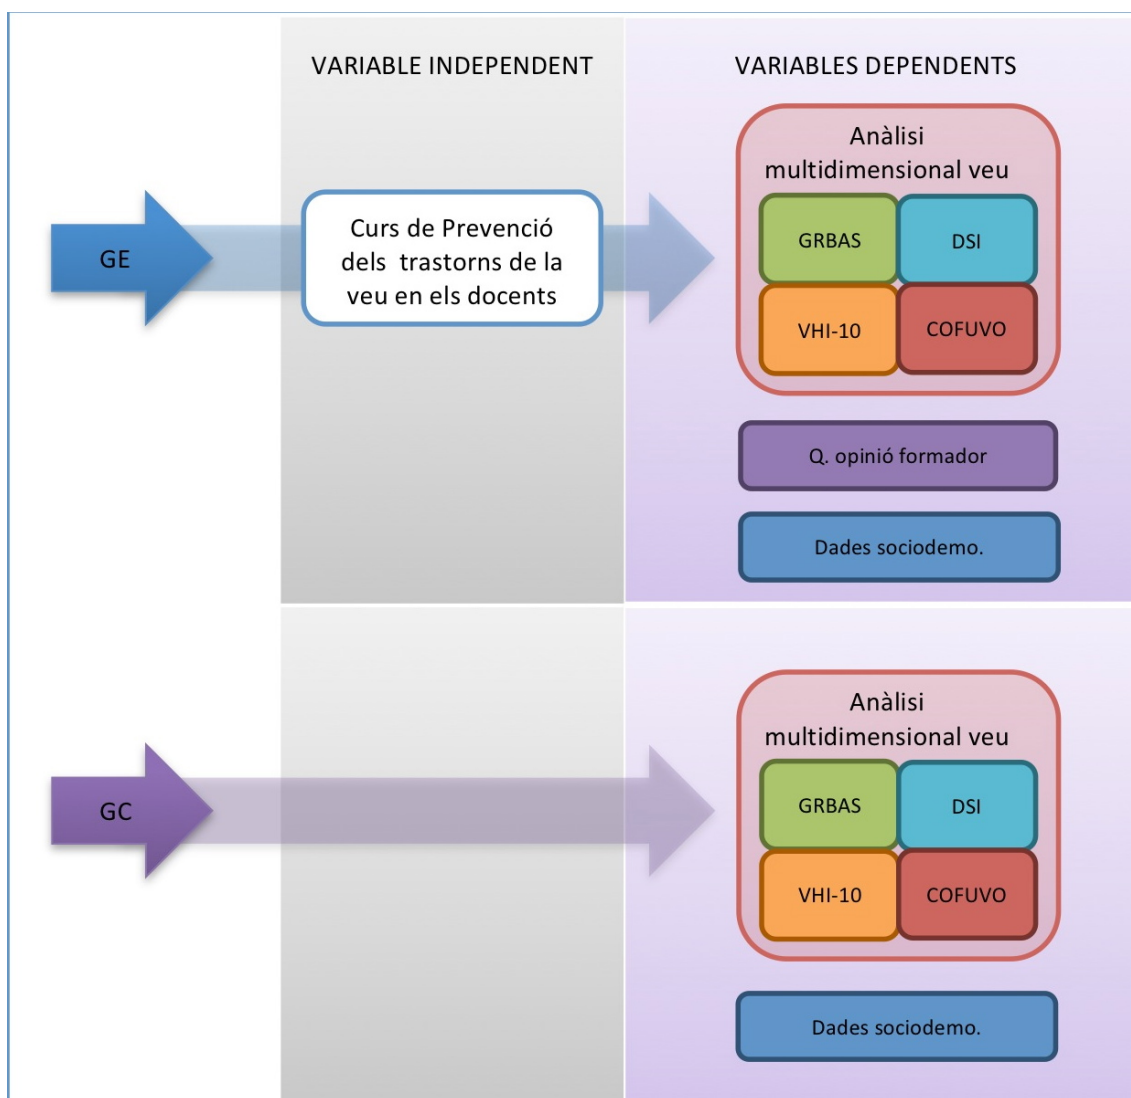 VARIABLE INDEPENDENT
VARIABLES DEPENDENTS
GE
Curs de Prevenció
dels trastorns de la
veu en els docents
Anàlisi
multidimensional veu
GRBAS
DSI
VHI-10
COFUVO
Q. opinió formador
Dades sociodemo.
GC
Anàlisi
multidimensional veu
GRBAS
DSI
VHI-10
COFUVO
Dades sociodemo.